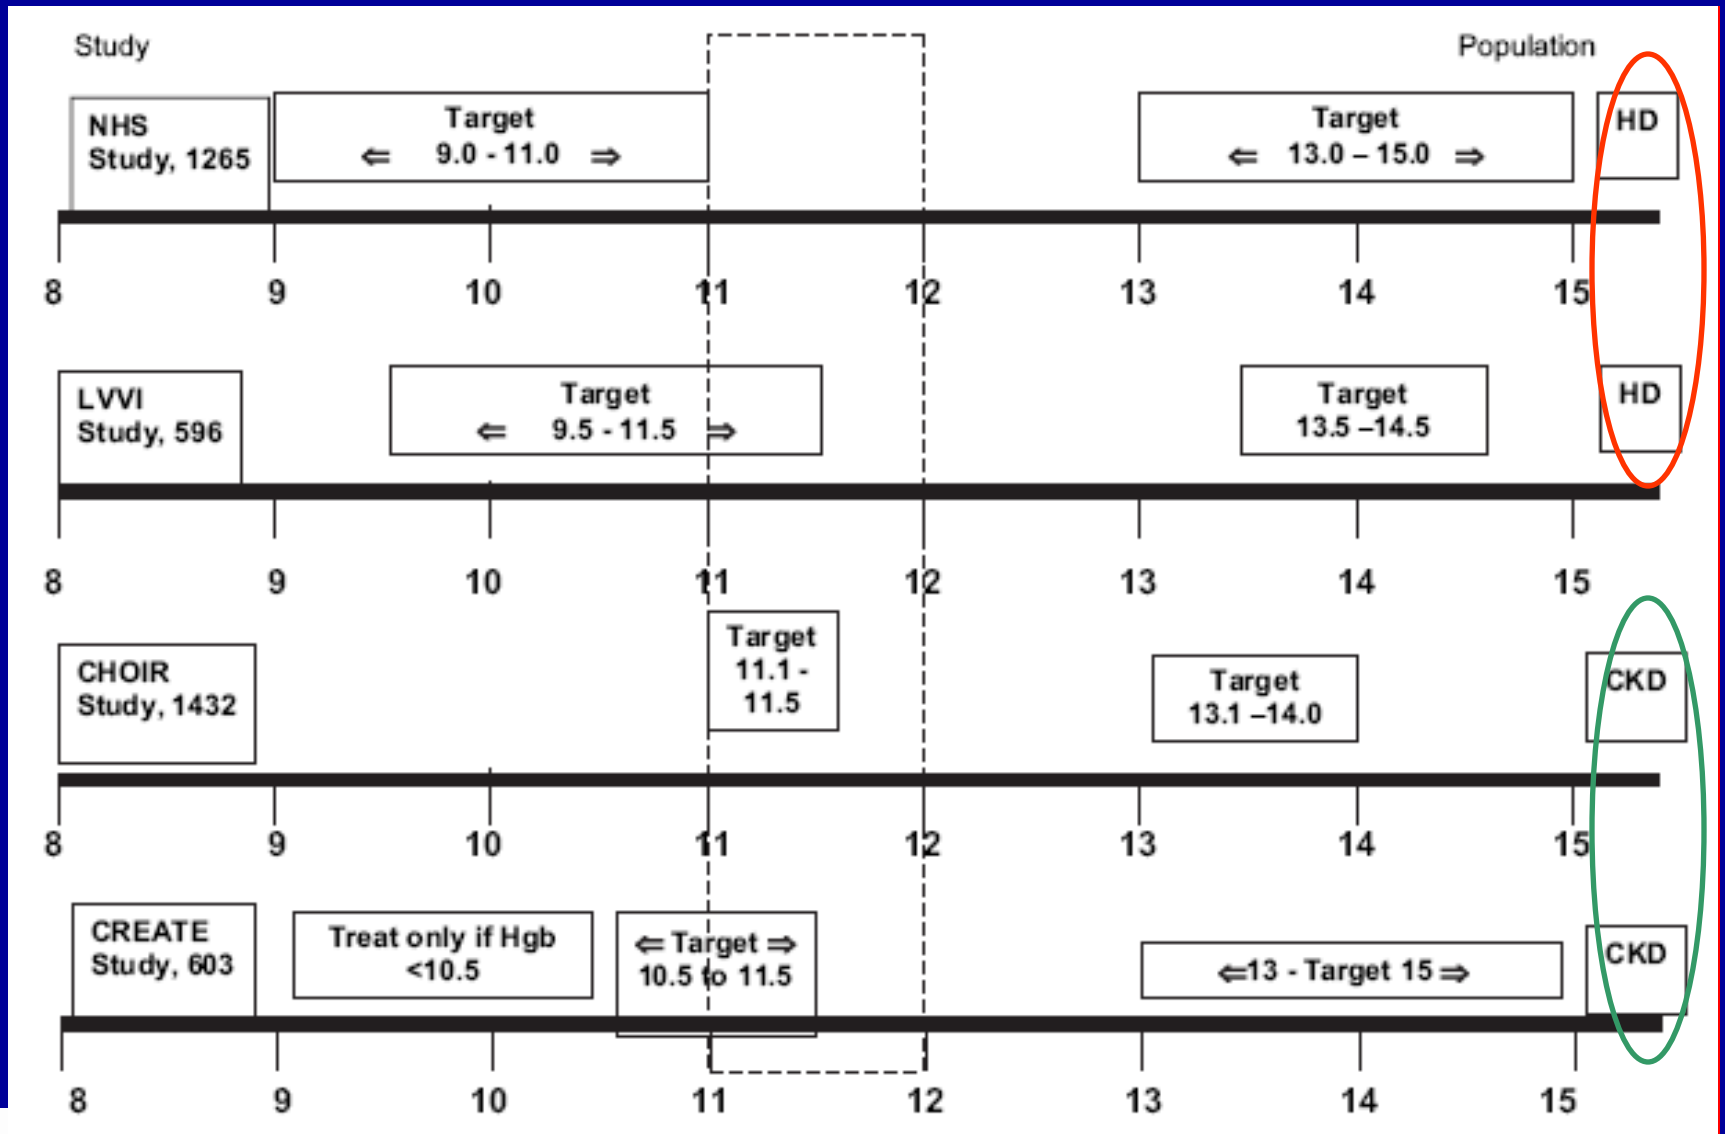 Study
Population
NHS
Study, 1265
Target
⇐ 9.0 - 11.0 ⇒
Target
⇐ 13.0 – 15.0 ⇒
HD
8 9 10 11 12 13 14 15
LVVI
Study, 596
Target
⇐ 9.5 - 11.5 ⇒
Target
13.5 –14.5
HD
8 9 10 11 12 13 14 15
CHOIR
Study, 1432
Target
11.1 -
11.5
Target
13.1 –14.0
CKD
8 9 10 11 12 13 14 15
CREATE
Study, 603
Treat only if Hgb
<10.5
⇐ Target ⇒
10.5 to 11.5
⇐13 - Target 15⇒
CKD
8 9 10 11 12 13 14 15